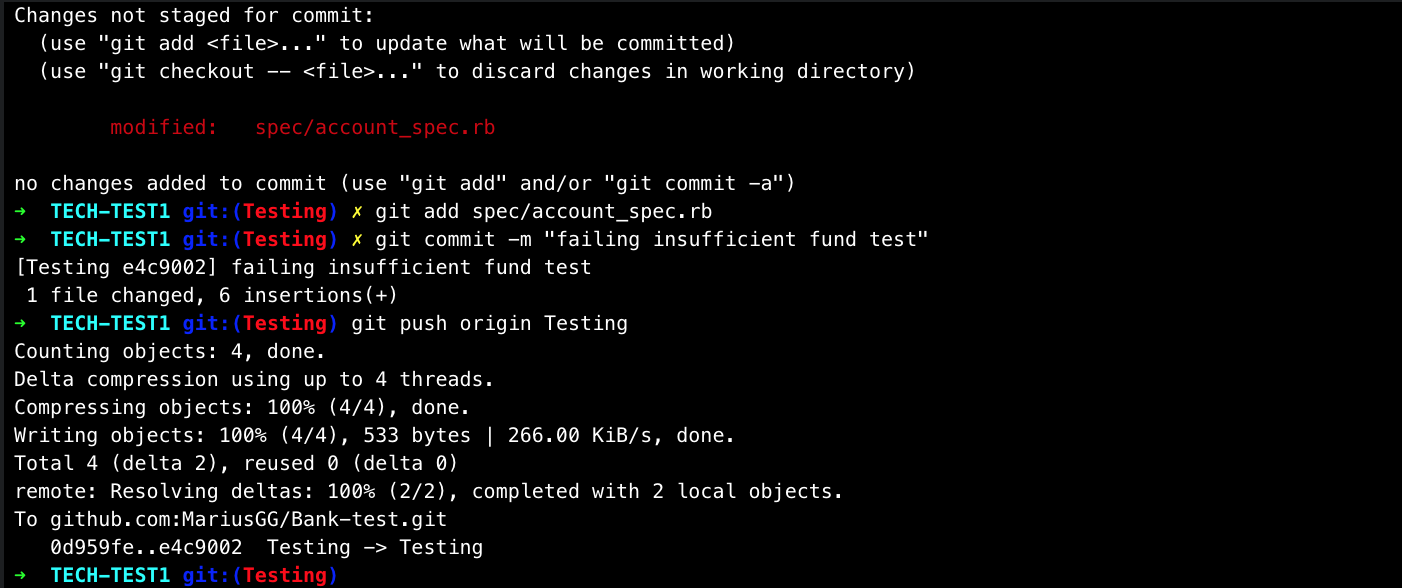 Changes not staged for commit:
  (use "git add <file>..." to update what will be committed)
  (use "git checkout -- <file>..." to discard changes in working directory)

        modified:   spec/account_spec.rb

no changes added to commit (use "git add" and/or "git commit -a")
➜  TECH-TEST1 git:(Testing) ✗ git add spec/account_spec.rb
➜  TECH-TEST1 git:(Testing) ✗ git commit -m "failing insufficient fund test"
[Testing e4c9002] failing insufficient fund test
 1 file changed, 6 insertions(+)
➜  TECH-TEST1 git:(Testing) git push origin Testing
Counting objects: 4, done.
Delta compression using up to 4 threads.
Compressing objects: 100% (4/4), done.
Writing objects: 100% (4/4), 533 bytes | 266.00 KiB/s, done.
Total 4 (delta 2), reused 0 (delta 0)
remote: Resolving deltas: 100% (2/2), completed with 2 local objects.
To github.com:MariusGG/Bank-test.git
   0d959fe..e4c9002  Testing -> Testing
➜  TECH-TEST1 git:(Testing)